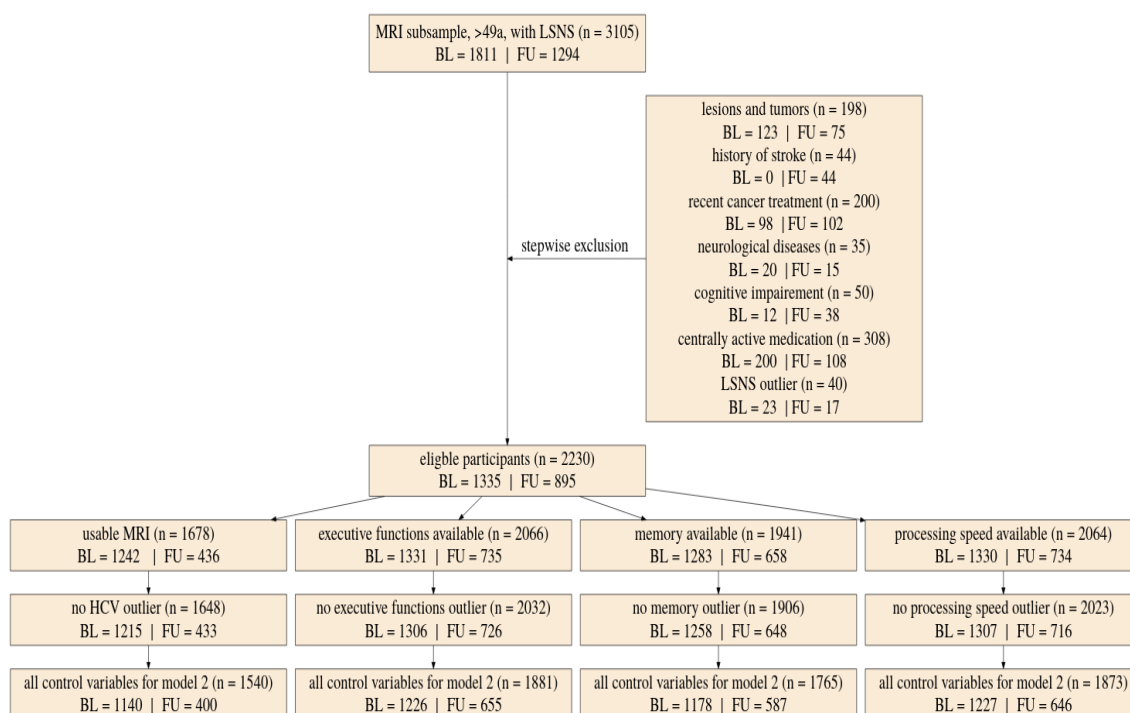 MRI subsample, >49a, with LSNS (n = 3105)
BL = 1811 | FU = 1294
lesions and tumors (n = 198)
BL = 123 | FU = 75
history of stroke (n = 44)
BL = 0 | FU = 44
recent cancer treatment (n = 200)
BL = 98 | FU = 102
neurological diseases (n = 35)
BL = 20 | FU = 15
cognitive impairement (n = 50)
BL = 12 | FU = 38
centrally active medication (n = 308)
BL = 200 | FU = 108
LSNS outlier (n = 40)
BL = 23 | FU = 17
stepwise exclusion
eligble participants (n = 2230)
BL = 1335 | FU = 895
usable MRI (n = 1678)
BL = 1242 | FU = 436
executive functions available (n = 2066)
BL = 1331 | FU = 735
memory available (n = 1941)
BL = 1283 | FU = 658
processing speed available (n = 2064)
BL = 1330 | FU = 734
no HCV outlier (n = 1648)
BL = 1215 | FU = 433
no executive functions outlier (n = 2032)
BL = 1306 | FU = 726
no memory outlier (n = 1906)
BL = 1258 | FU = 648
no processing speed outlier (n = 2023)
BL = 1307 | FU = 716
all control variables for model 2 (n = 1540)
BL = 1140 | FU = 400
all control variables for model 2 (n = 1881)
BL = 1226 | FU = 655
all control variables for model 2 (n = 1765)
BL = 1178 | FU = 587
all control variables for model 2 (n = 1873)
BL = 1227 | FU = 646